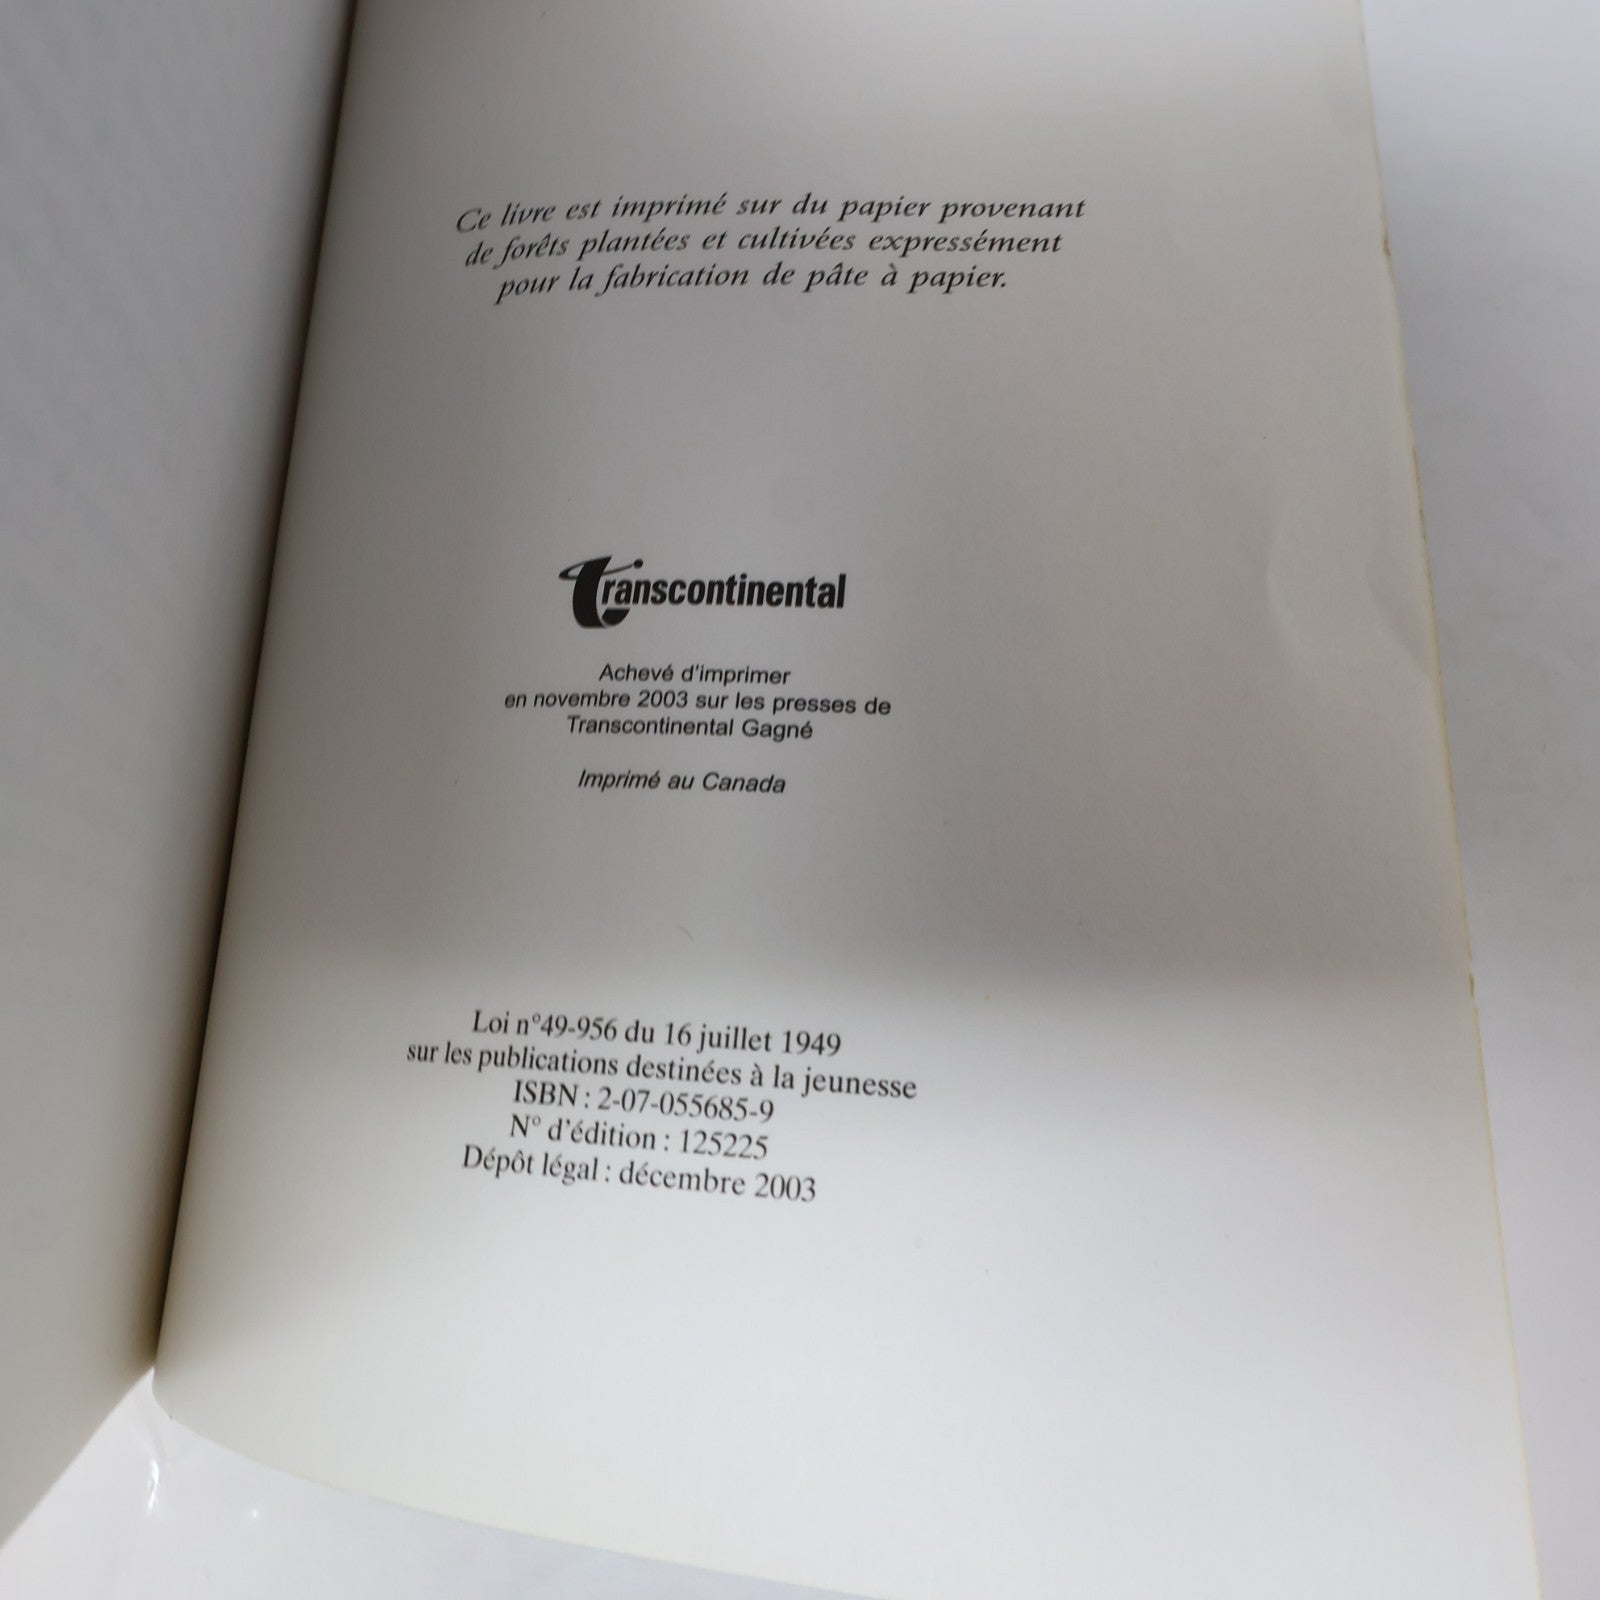 Ce livre est imprimé sur du papier provenant
de forêts plantées et cultivées expressément
pour la fabrication de pâte à papier.
Transcontinental
Achevé d'imprimer
en novembre 2003 sur les presses de
Transcontinental Gagné
Imprimé au Canada
Loi n°49-956 du 16 juillet 1949
sur les publications destinées à la jeunesse
ISBN : 2-07-055685-9
N° d'édition : 125225
Dépôt légal : décembre 2003